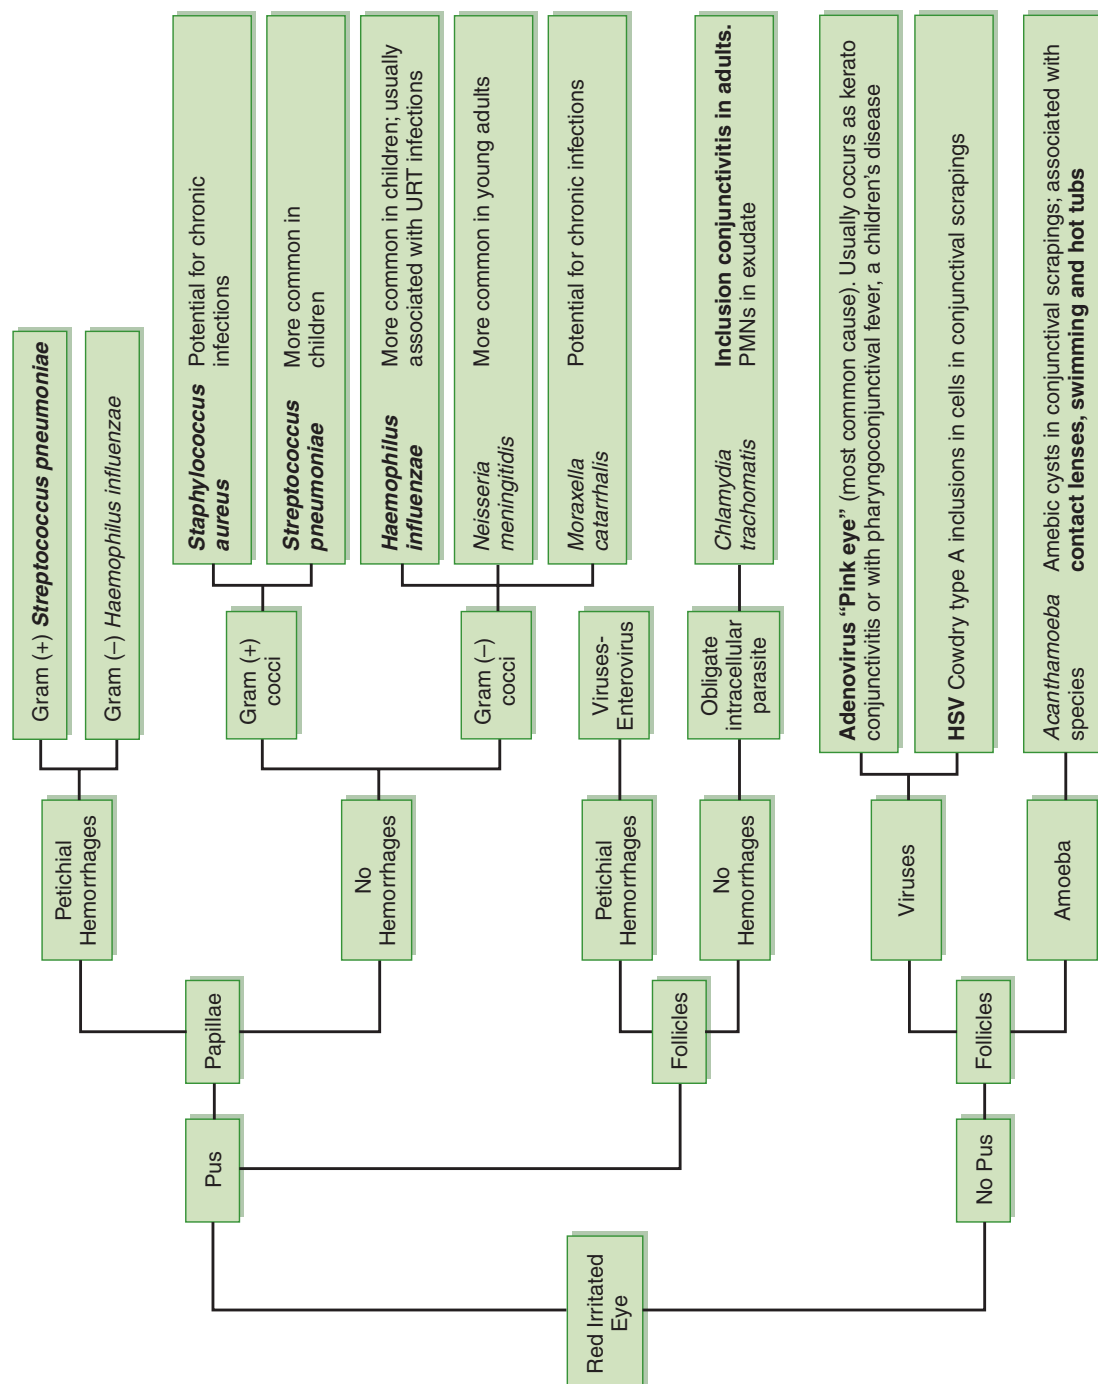 Red Irritated
Eye
Pus
No Pus
Papillae
Follicles
Follicles
Petichial
Hemorrhages
No
Hemorrhages
Petichial
Hemorrhages
No
Hemorrhages
Viruses
Amoeba
Gram (+) Streptococcus pneumoniae
Gram (–) Haemophilus influenzae
Gram (+)
cocci
Gram (–)
cocci
Viruses-
Enterovirus
Obligate
intracellular
parasite
Staphylococcus
aureus
Potential for chronic
infections
Streptococcus
pneumoniae
More common in
children
Haemophilus
influenzae
More common in children; usually
associated with URT infections
Neisseria
meningitidis
More common in young adults
Moraxella
catarrhalis
Potential for chronic infections
Chlamydia
trachomatis
Inclusion conjunctivitis in adults.
PMNs in exudate
Adenovirus “Pink eye” (most common cause). Usually occurs as kerato
conjunctivitis or with pharyngoconjunctival fever, a children’s disease
HSV Cowdry type A inclusions in cells in conjunctival scrapings
Acanthamoeba
species
Amebic cysts in conjunctival scrapings; associated with
contact lenses, swimming and hot tubs